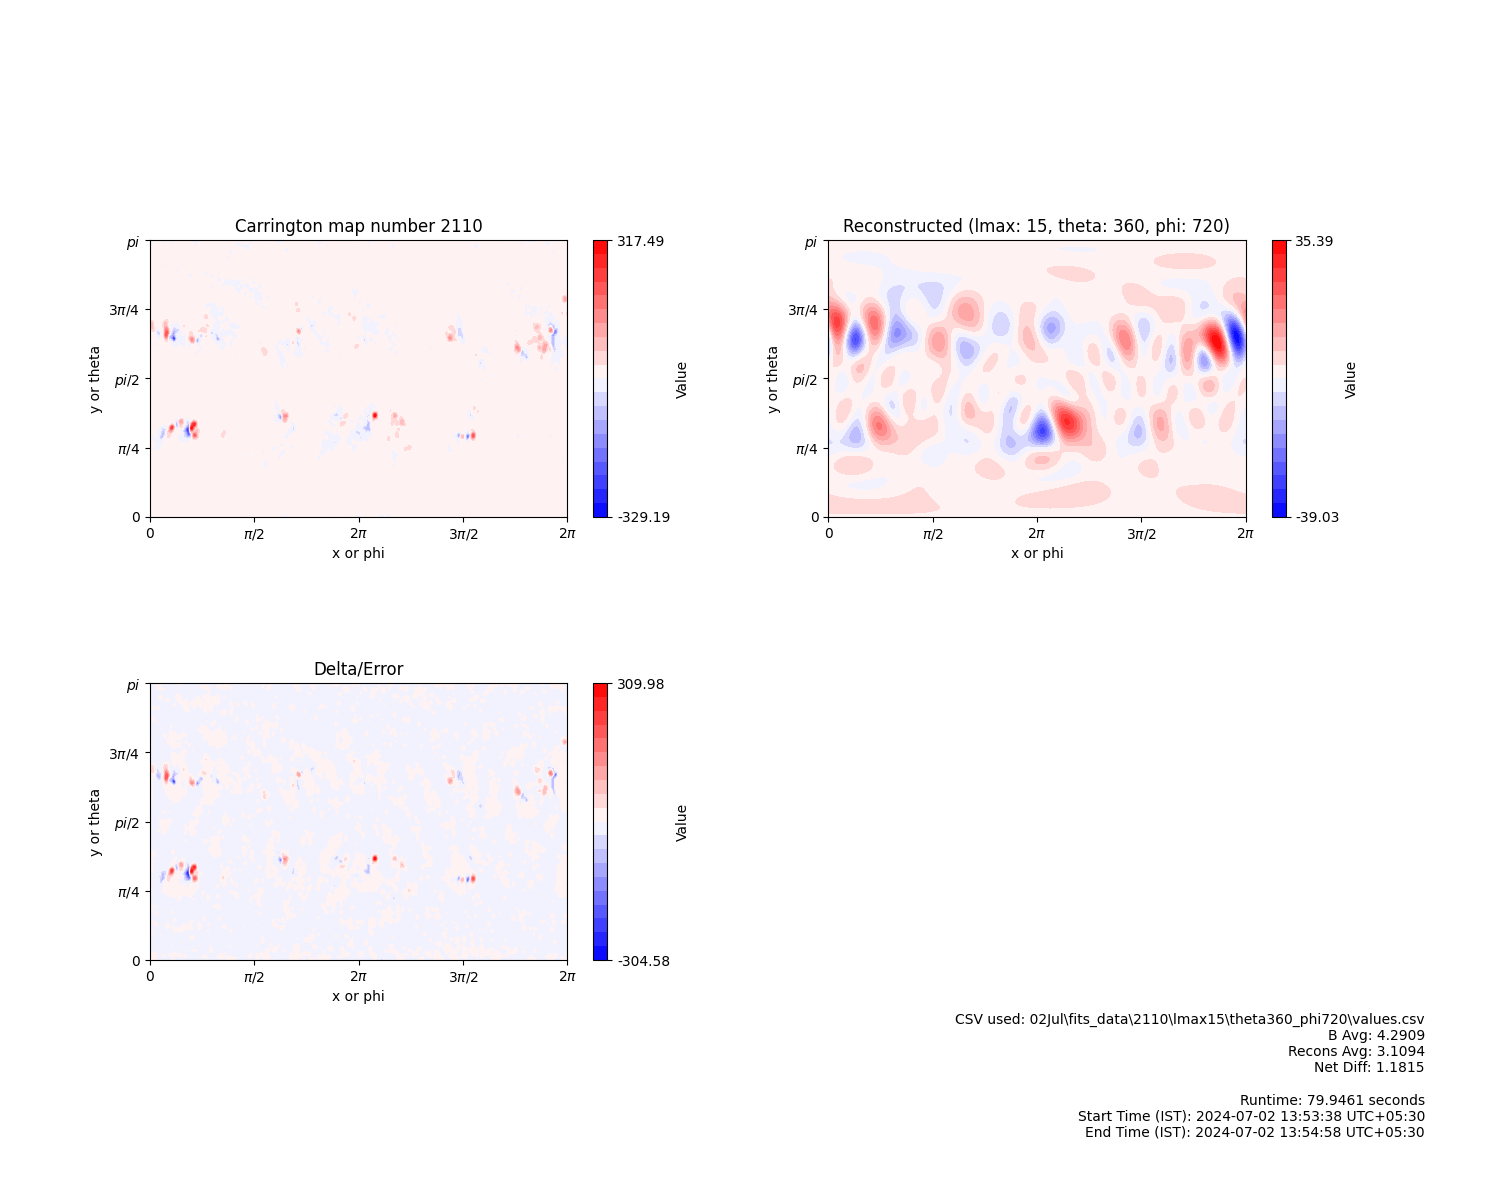 Carrington map number 2110
pi
3π/4
pi/2
π/4
0
0
π/2
2π
3π/2
2π
x or phi
y or theta
317.49
-329.19
Value
Reconstructed (lmax: 15, theta: 360, phi: 720)
pi
3π/4
pi/2
π/4
0
0
π/2
2π
3π/2
2π
x or phi
y or theta
35.39
-39.03
Value
Delta/Error
pi
3π/4
pi/2
π/4
0
0
π/2
2π
3π/2
2π
x or phi
y or theta
309.98
-304.58
Value
CSV used: 02Jul\fits_data\2110\lmax15\theta360_phi720\values.csv
B Avg: 4.2909
Recons Avg: 3.1094
Net Diff: 1.1815
Runtime: 79.9461 seconds
Start Time (IST): 2024-07-02 13:53:38 UTC+05:30
End Time (IST): 2024-07-02 13:54:58 UTC+05:30